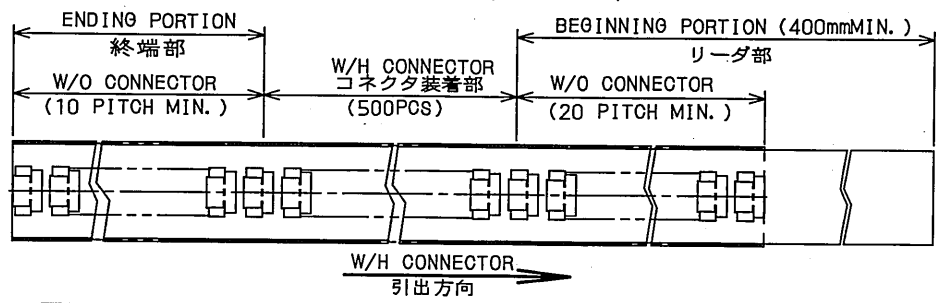 ENDING PORTION
終端部
W/O CONNECTOR
(10 PITCH MIN.)
W/H CONNECTOR
コネクタ装着部
(500PCS)
BEGINNING PORTION (400mmMIN.)
リーダ部
W/O CONNECTOR
(20 PITCH MIN.)
W/H CONNECTOR
引出方向